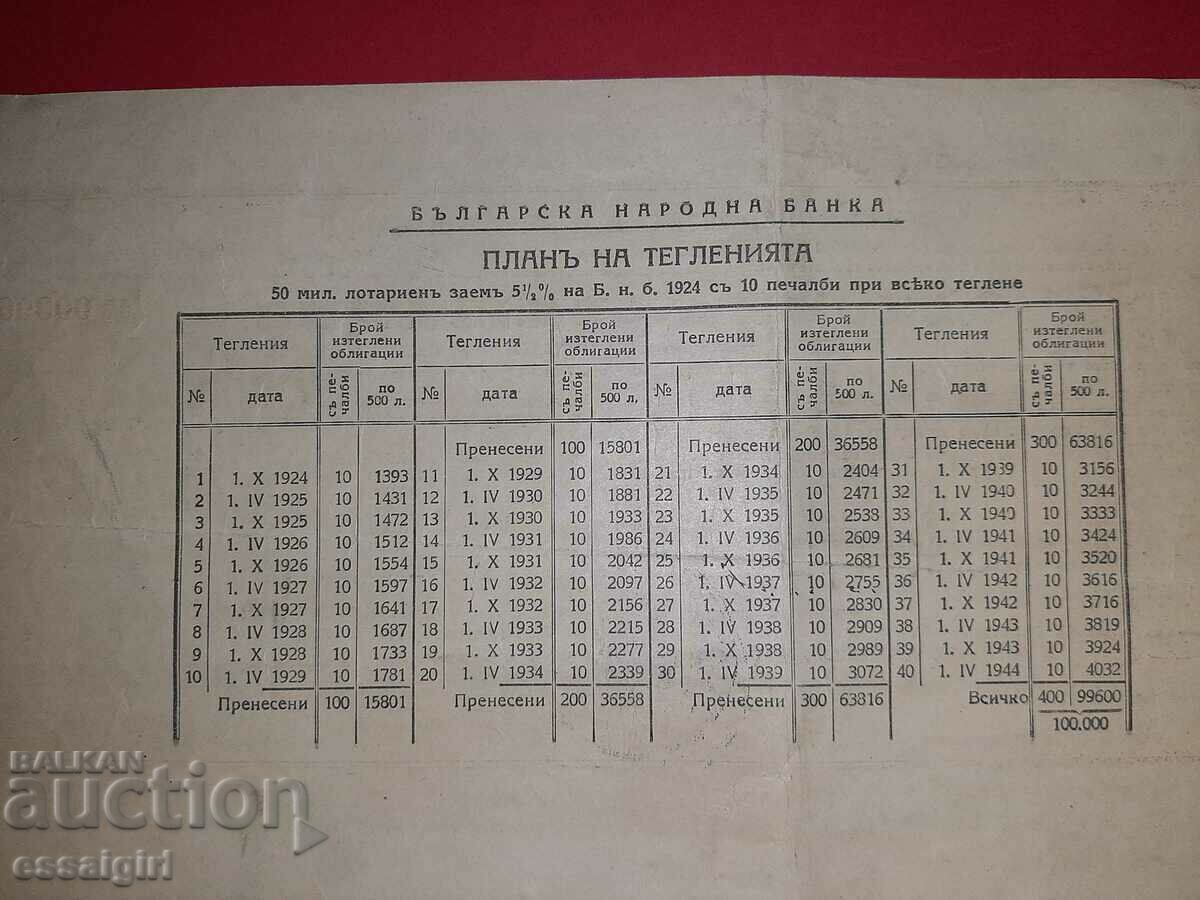 БЪЛГАРСКА НАРОДНА БАНКА
ПЛАНЪ НА ТЕГЛЕНИЯТА
50 мил. лотариенъ заемъ 5½% на Б. н. б. 1924 съ 10 печалби при всѣко теглене
Тегления Брой изтеглени облигации Тегления Брой изтеглени облигации Тегления Брой изтеглени облигации Тегления Брой изтеглени облигации
№ дата съ пе-чалби по 500 л. № дата съ пе-чалби по 500 л. № дата съ пе-чалби по 500 л. № дата съ пе-чалби по 500 л.
Пренесени 100 15801 Пренесени 200 36558 Пренесени 300 63816
1 1. X 1924 10 1393 11 1. X 1929 10 1831 21 1. X 1934 10 2404 31 1. X 1939 10 3156
2 1. IV 1925 10 1431 12 1. IV 1930 10 1881 22 1. IV 1935 10 2471 32 1. IV 1940 10 3244
3 1. X 1925 10 1472 13 1. X 1930 10 1933 23 1. X 1935 10 2538 33 1. X 1940 10 3333
4 1. IV 1926 10 1512 14 1. IV 1931 10 1986 24 1. IV 1936 10 2609 34 1. IV 1941 10 3424
5 1. X 1926 10 1554 15 1. X 1931 10 2042 25 1. X 1936 10 2681 35 1. X 1941 10 3520
6 1. IV 1927 10 1597 16 1. IV 1932 10 2097 26 1. IV 1937 10 2755 36 1. IV 1942 10 3616
7 1. X 1927 10 1641 17 1. X 1932 10 2156 27 1. X 1937 10 2830 37 1. X 1942 10 3716
8 1. IV 1928 10 1687 18 1. IV 1933 10 2215 28 1. IV 1938 10 2909 38 1. IV 1943 10 3819
9 1. X 1928 10 1733 19 1. X 1933 10 2277 29 1. X 1938 10 2989 39 1. X 1943 10 3924
10 1. IV 1929 10 1781 20 1. IV 1934 10 2339 30 1. IV 1939 10 3072 40 1. IV 1944 10 4032
Пренесени 100 15801 Пренесени 200 36558 Пренесени 300 63816 Всичко 400 99600
100.000
BALKAN
auction
essaigirl